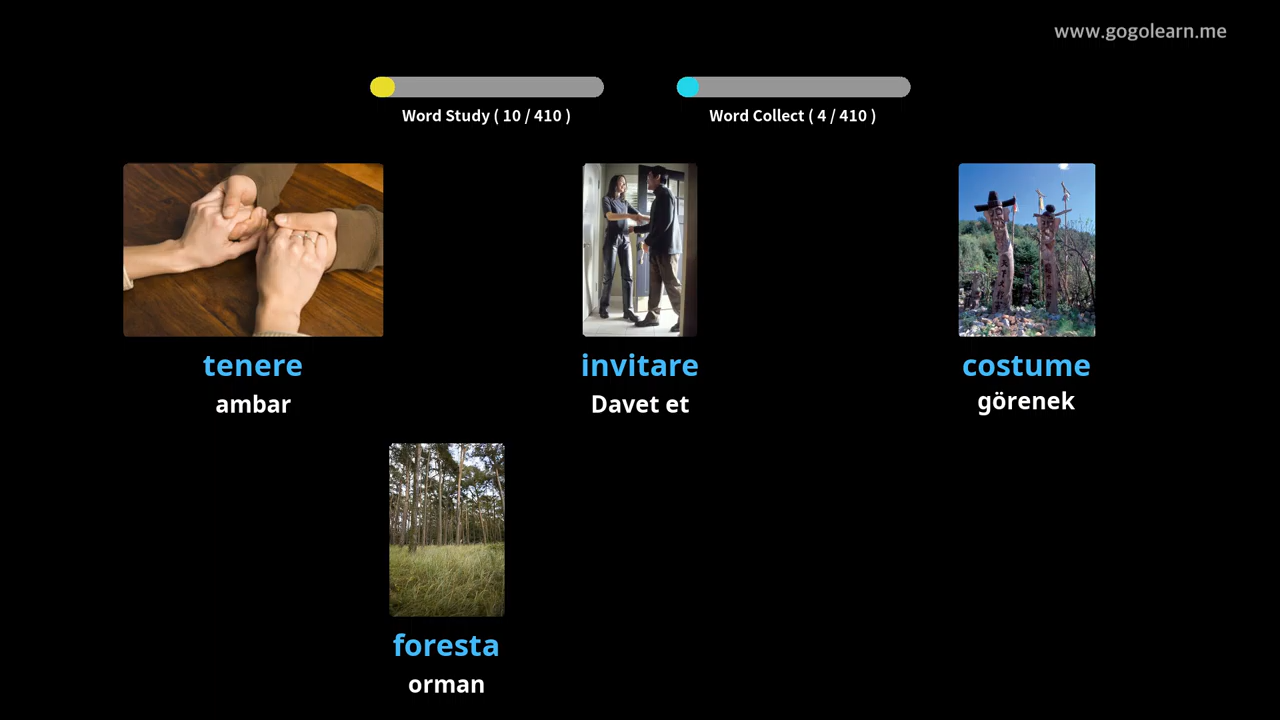 www.gogolearn.me
Word Study ( 10 / 410 )
Word Collect ( 4 / 410 )
tenere
ambar
invitare
Davet et
costume
görenek
foresta
orman